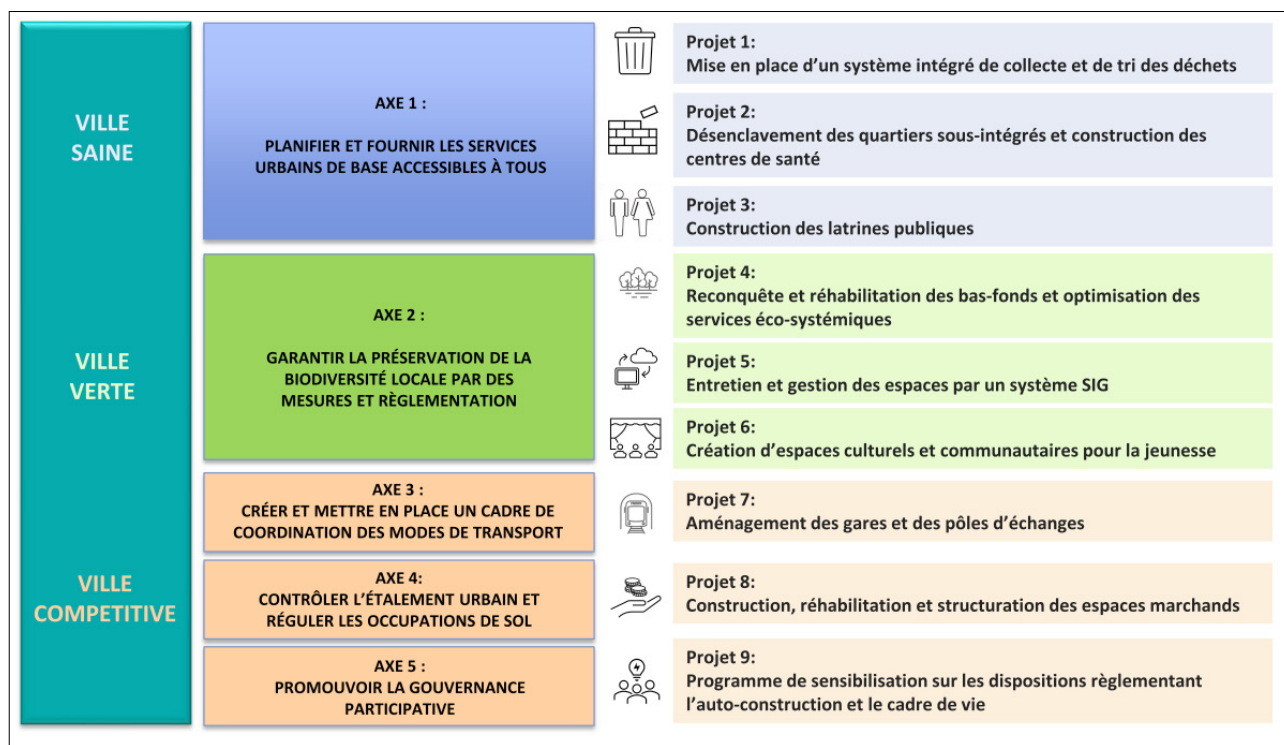 VILLE
SAINE
AXE 1 :
PLANIFIER ET FOURNIR LES SERVICES
URBAINS DE BASE ACCESSIBLES À TOUS
Projet 1:
Mise en place d’un système intégré de collecte et de tri des déchets
Projet 2:
Désenclavement des quartiers sous-intégrés et construction des
centres de santé
Projet 3:
Construction des latrines publiques
VILLE
VERTE
AXE 2 :
GARANTIR LA PRÉSERVATION DE LA
BIODIVERSITÉ LOCALE PAR DES
MESURES ET RÈGLEMENTATION
Projet 4:
Reconquête et réhabilitation des bas-fonds et optimisation des
services éco-systémiques
Projet 5:
Entretien et gestion des espaces par un système SIG
Projet 6:
Création d’espaces culturels et communautaires pour la jeunesse
VILLE
COMPETITIVE
AXE 3 :
CRÉER ET METTRE EN PLACE UN CADRE DE
COORDINATION DES MODES DE TRANSPORT
Projet 7:
Aménagement des gares et des pôles d’échanges
AXE 4:
CONTRÔLER L’ÉTALEMENT URBAIN ET
RÉGULER LES OCCUPATIONS DE SOL
Projet 8:
Construction, réhabilitation et structuration des espaces marchands
AXE 5 :
PROMOUVOIR LA GOUVERNANCE
PARTICIPATIVE
Projet 9:
Programme de sensibilisation sur les dispositions règlementant
l’auto-construction et le cadre de vie